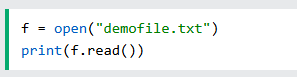 f = open("demofile.txt")
print(f.read())